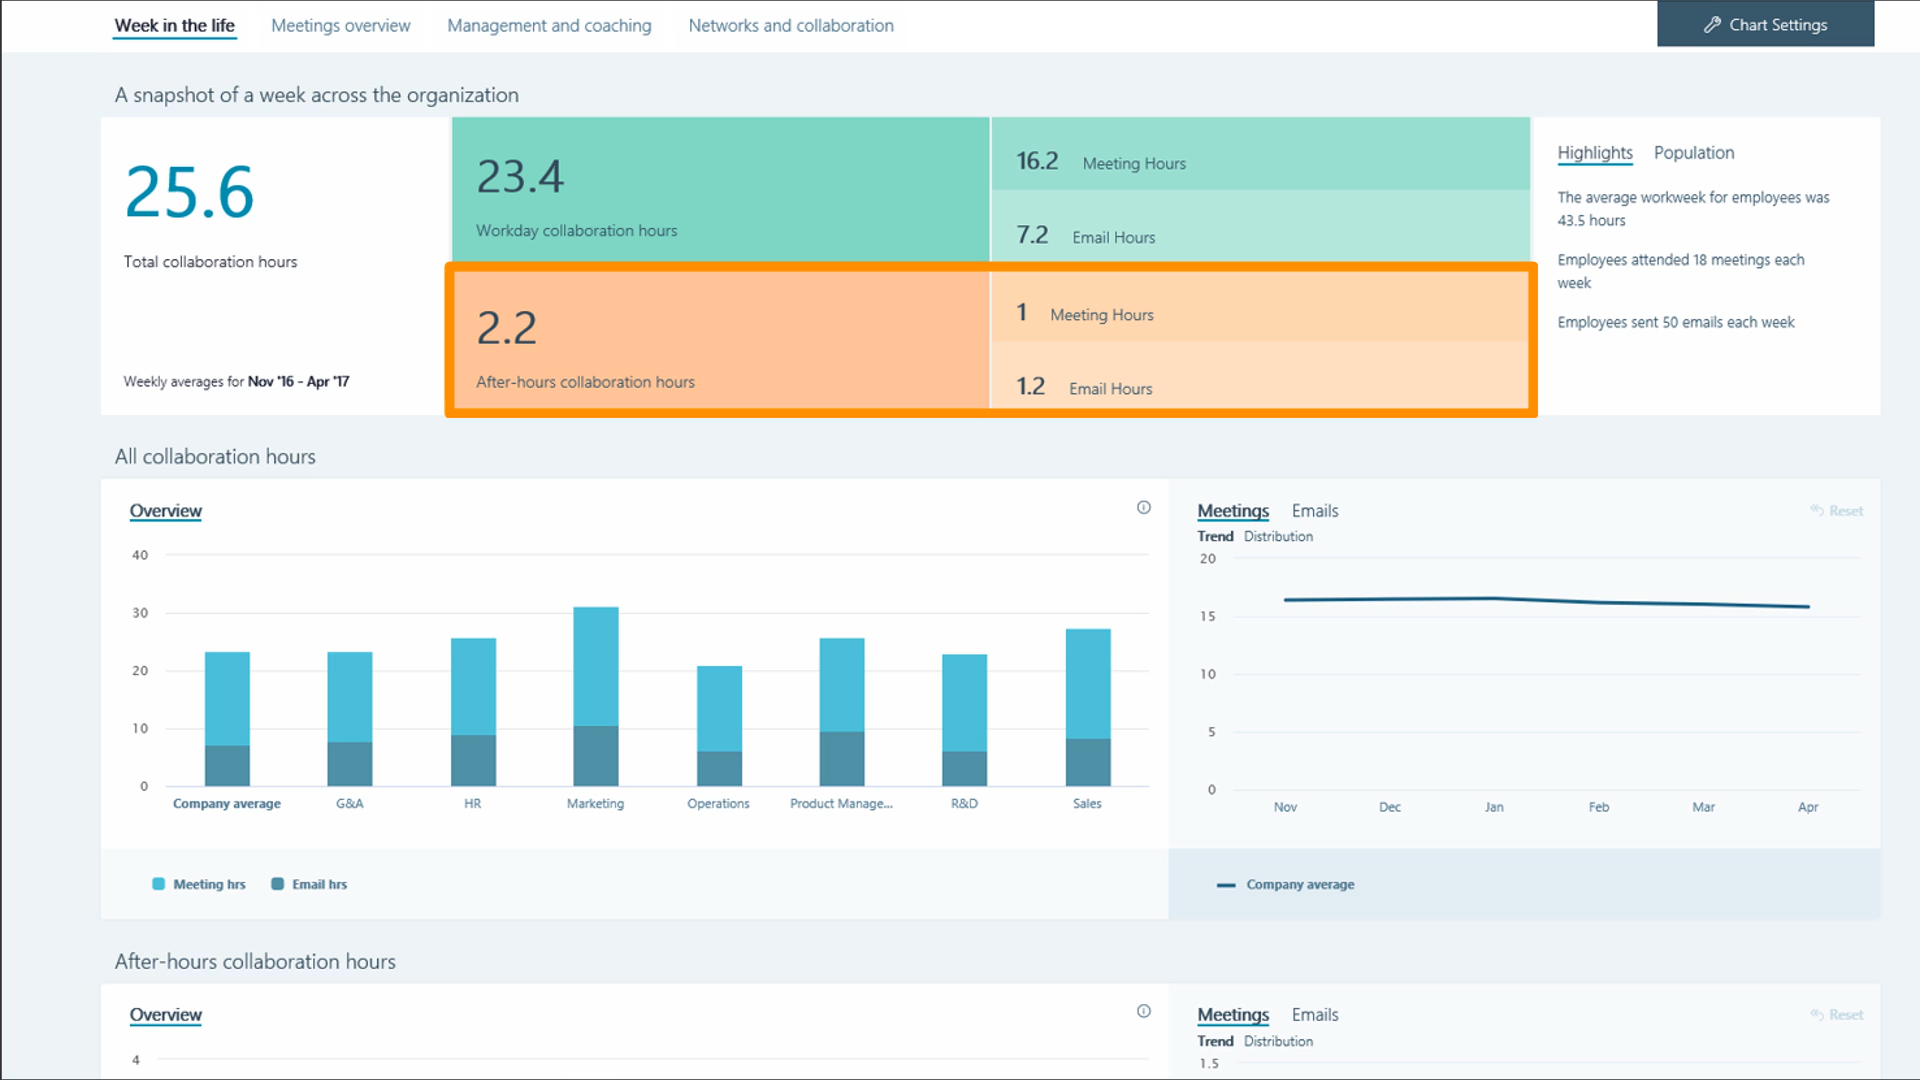 Week in the life
Meetings overview
Management and coaching
Networks and collaboration
Chart Settings
A snapshot of a week across the organization
25.6
Total collaboration hours
Weekly averages for Nov '16 - Apr '17
23.4
Workday collaboration hours
16.2 Meeting Hours
7.2 Email Hours
2.2
After-hours collaboration hours
1 Meeting Hours
1.2 Email Hours
Highlights Population
The average workweek for employees was
43.5 hours
Employees attended 18 meetings each
week
Employees sent 50 emails each week
All collaboration hours
Overview
40
30
20
10
0
Company average
G&A
HR
Marketing
Operations
Product Manage...
R&D
Sales
Meeting hrs
Email hrs
Meetings Emails
Reset
Trend Distribution
20
15
10
5
0
Nov
Dec
Jan
Feb
Mar
Apr
Company average
After-hours collaboration hours
Overview
4
Meetings Emails
Reset
Trend Distribution
1.5